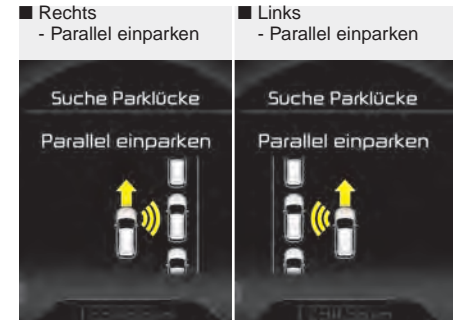 ■ Rechts
- Parallel einparken
Suche Parklücke
Parallel einparken
■ Links
- Parallel einparken
Suche Parklücke
Parallel einparken